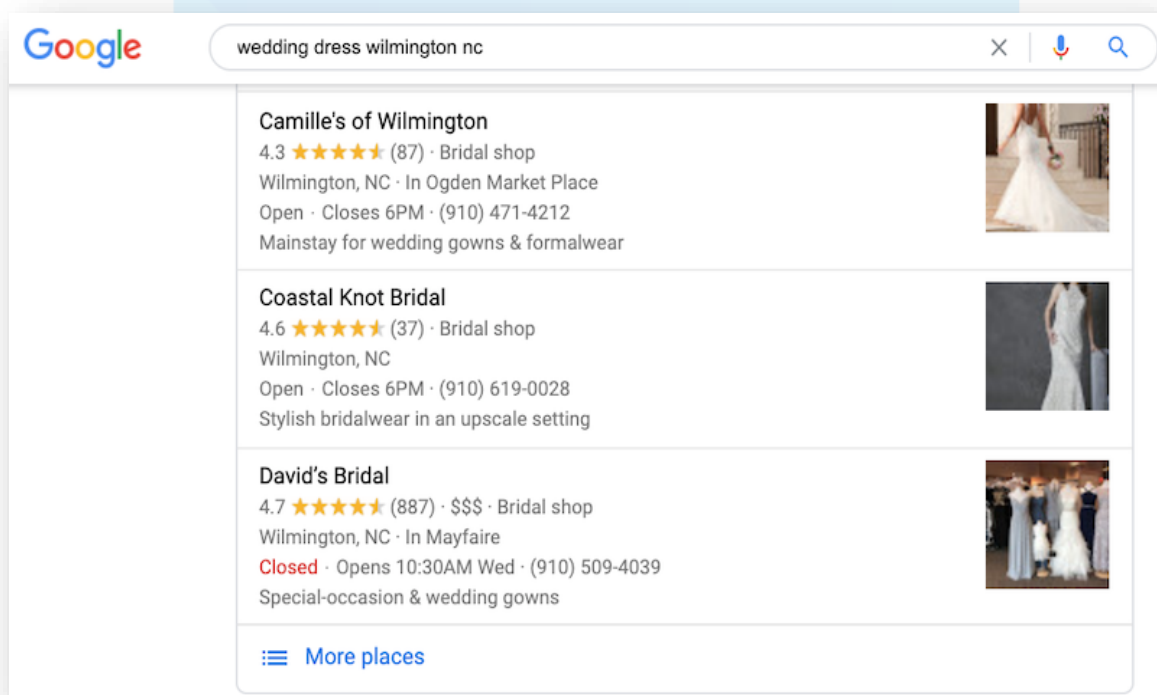 Google
wedding dress wilmington nc
Camille's of Wilmington
4.3 (87) · Bridal shop
Wilmington, NC · In Ogden Market Place
Open · Closes 6PM · (910) 471-4212
Mainstay for wedding gowns & formalwear
Coastal Knot Bridal
4.6 (37) · Bridal shop
Wilmington, NC
Open · Closes 6PM · (910) 619-0028
Stylish bridalwear in an upscale setting
David’s Bridal
4.7 (887) · $$$ · Bridal shop
Wilmington, NC · In Mayfaire
Closed · Opens 10:30AM Wed · (910) 509-4039
Special-occasion & wedding gowns
More places